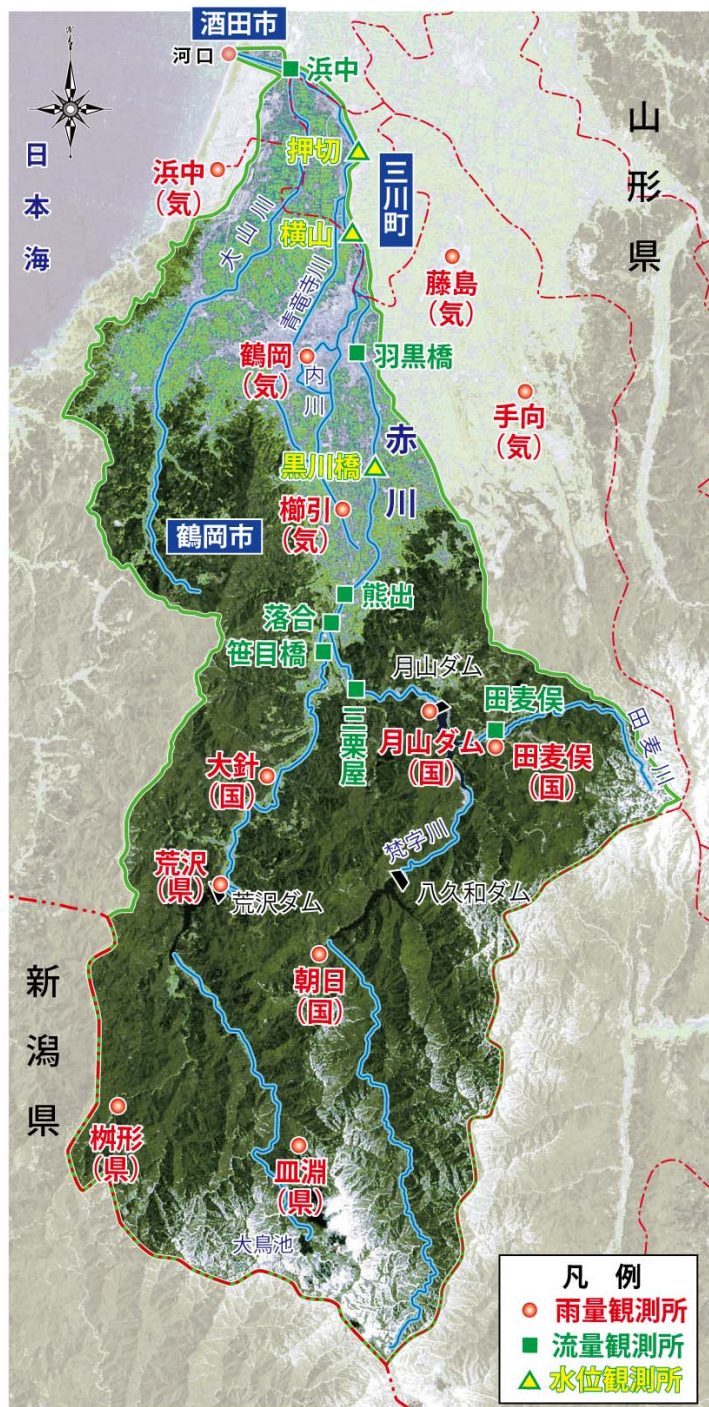 酒田市
河口
浜中
N
日本海
浜中
(気)
押切
三川町
横山
大山川
青竜寺川
山形県
藤島
(気)
鶴岡
(気)
内川
羽黒橋
手向
(気)
赤川
黒川橋
櫛引
(気)
鶴岡市
熊出
落合
笹目橋
三栗屋
月山ダム
月山ダム
(国)
田麦俣
田麦俣
(国)
田麦川
大針
(国)
梵字川
荒沢
(県)
荒沢ダム
八久和ダム
朝日
(国)
新潟県
桝形
(県)
皿淵
(県)
大鳥池
凡 例
雨量観測所
流量観測所
水位観測所